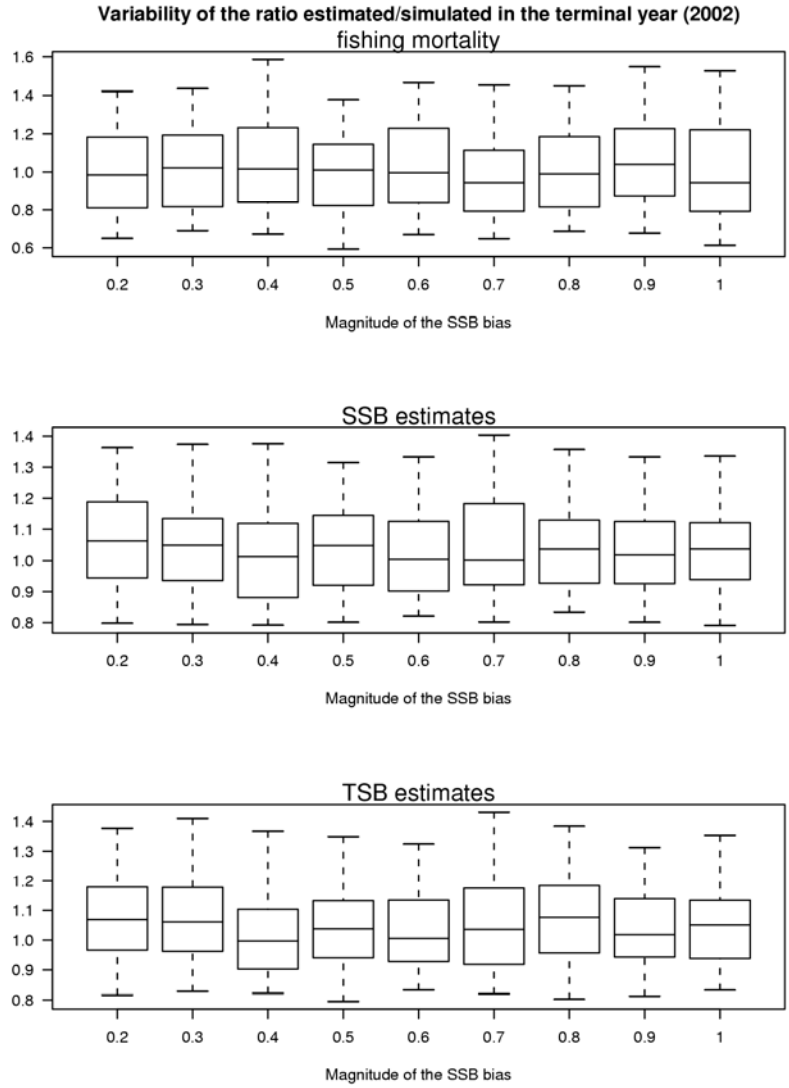 Variability of the ratio estimated/simulated in the terminal year (2002)
fishing mortality
1.6
1.4
1.2
1.0
0.8
0.6
0.2 0.3 0.4 0.5 0.6 0.7 0.8 0.9 1
Magnitude of the SSB bias
SSB estimates
1.4
1.3
1.2
1.1
1.0
0.9
0.8
0.2 0.3 0.4 0.5 0.6 0.7 0.8 0.9 1
Magnitude of the SSB bias
TSB estimates
1.4
1.3
1.2
1.1
1.0
0.9
0.8
0.2 0.3 0.4 0.5 0.6 0.7 0.8 0.9 1
Magnitude of the SSB bias